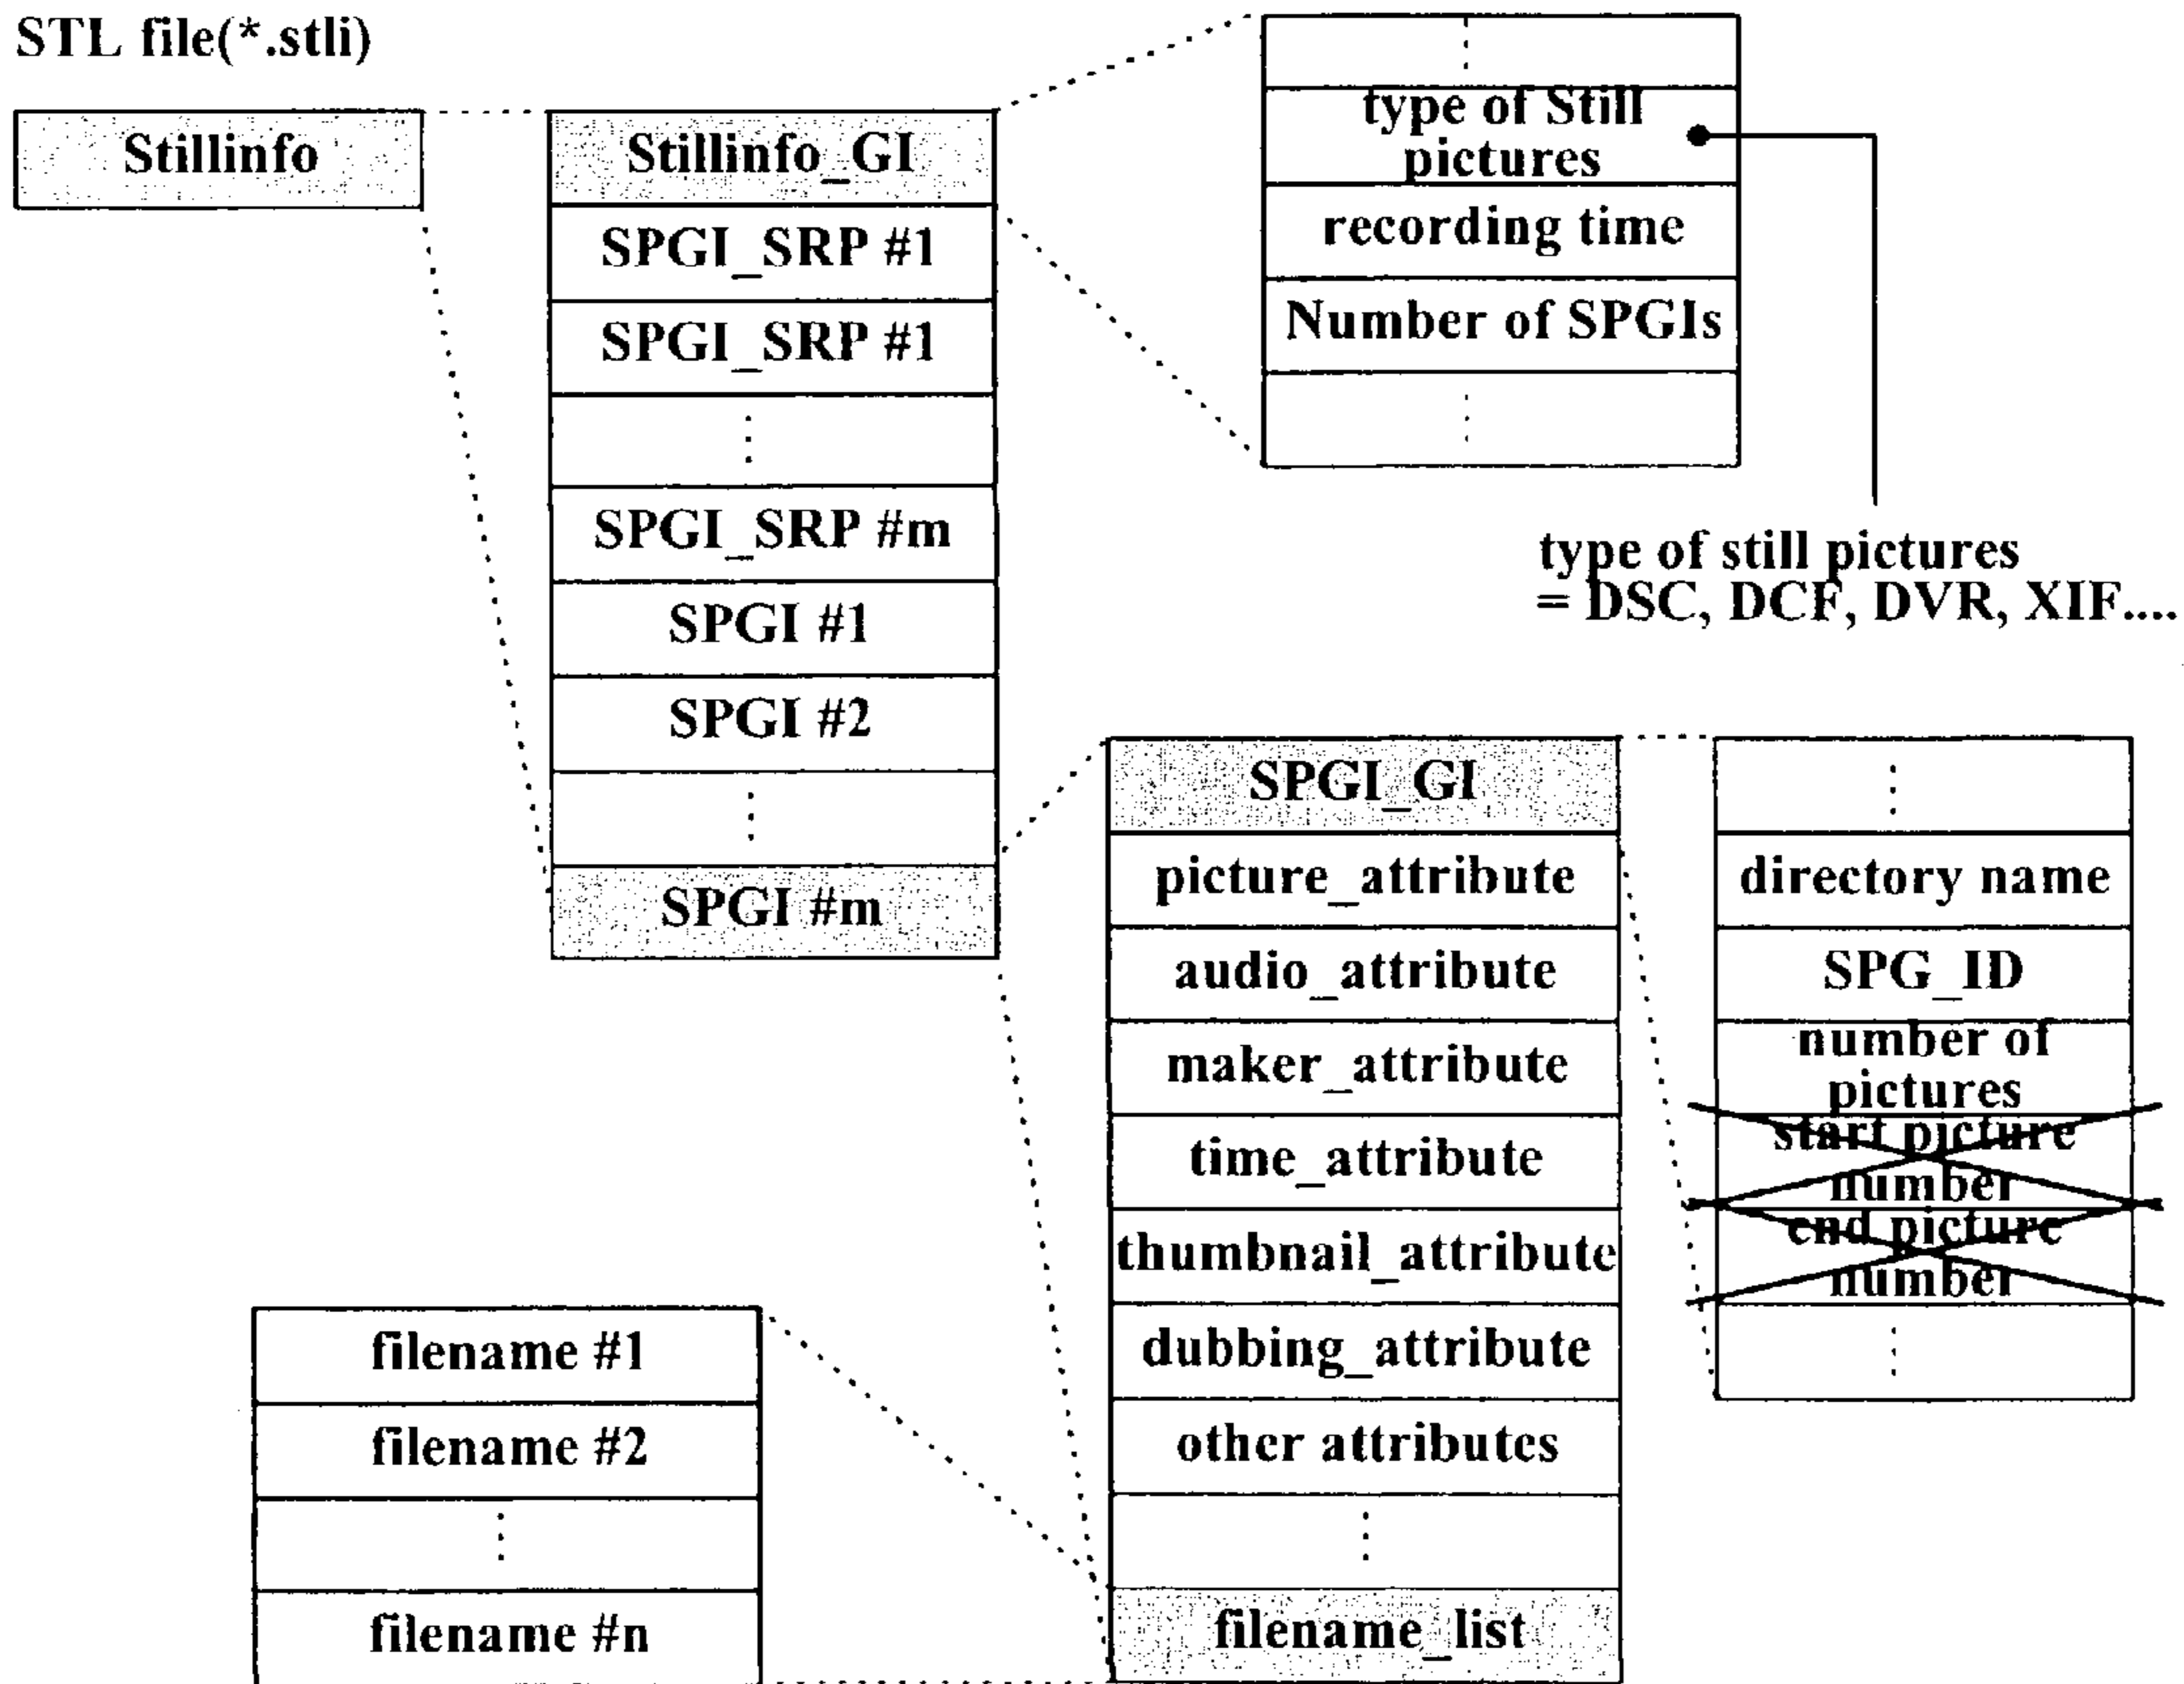 STL file(*.stli)
Stillinfo
Stillinfo_GI
SPGI_SRP #1
SPGI_SRP #1
SPGI_SRP #m
SPGI #1
SPGI #2
SPGI #m
type of Still
pictures
recording time
Number of SPGIs
type of still pictures
= DSC, DCF, DVR, XIF....
SPGI_GI
picture_attribute
audio_attribute
maker_attribute
time_attribute
thumbnail_attribute
dubbing_attribute
other attributes
filename_list
directory name
SPG_ID
number of
pictures
start picture
number
end picture
number
filename #1
filename #2
filename #n